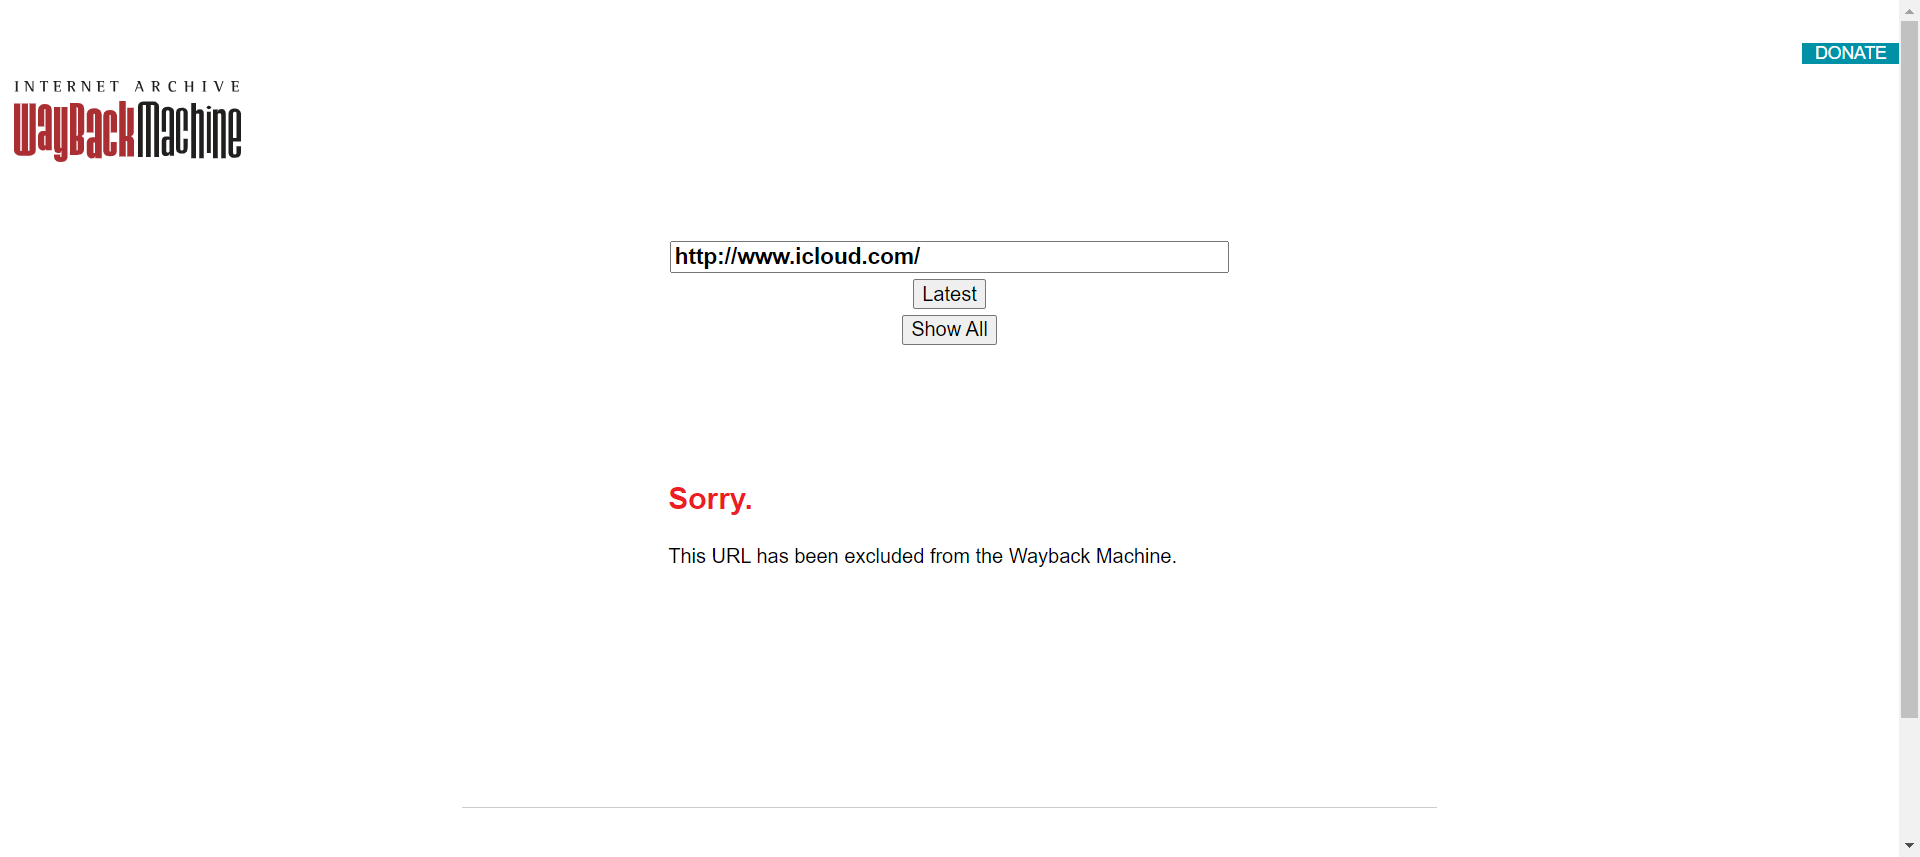 DONATE
INTERNET ARCHIVE
WayBackMachine
http://www.icloud.com/
Latest
Show All
Sorry.
This URL has been excluded from the Wayback Machine.